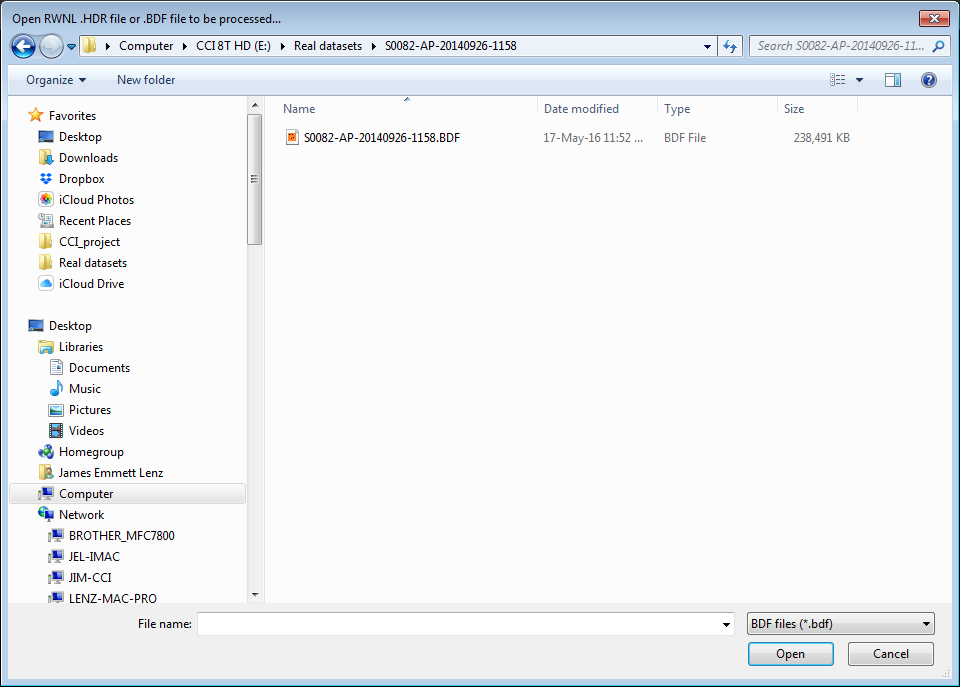 Open RWNL .HDR file or .BDF file to be processed...
Computer CCI 8T HD (E:) Real datasets S0082-AP-20140926-1158
Search S0082-AP-20140926-11...
Organize New folder
Favorites
Desktop
Downloads
Dropbox
iCloud Photos
Recent Places
CCI_project
Real datasets
iCloud Drive
Desktop
Libraries
Documents
Music
Pictures
Videos
Homegroup
James Emmett Lenz
Computer
Network
BROTHER_MFC7800
JEL-IMAC
JIM-CCI
LENZ-MAC-PRO
Name Date modified Type Size
S0082-AP-20140926-1158.BDF 17-May-16 11:52 ... BDF File 238,491 KB
File name: BDF files (*.bdf)
Open Cancel